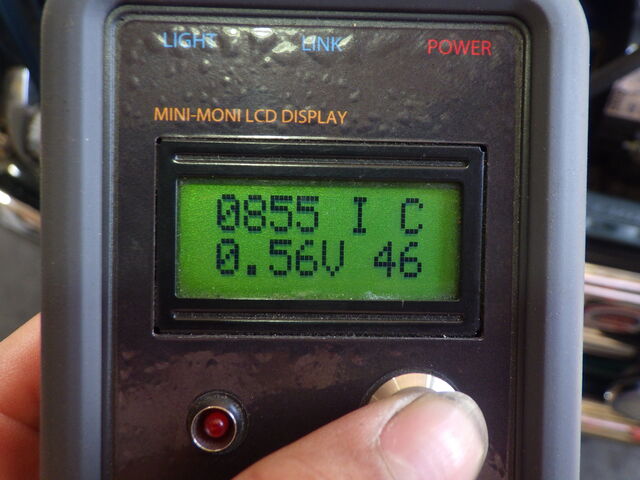 LIGHT LINK POWER
MINI-MONI LCD DISPLAY
0855 I C
0.56V 46